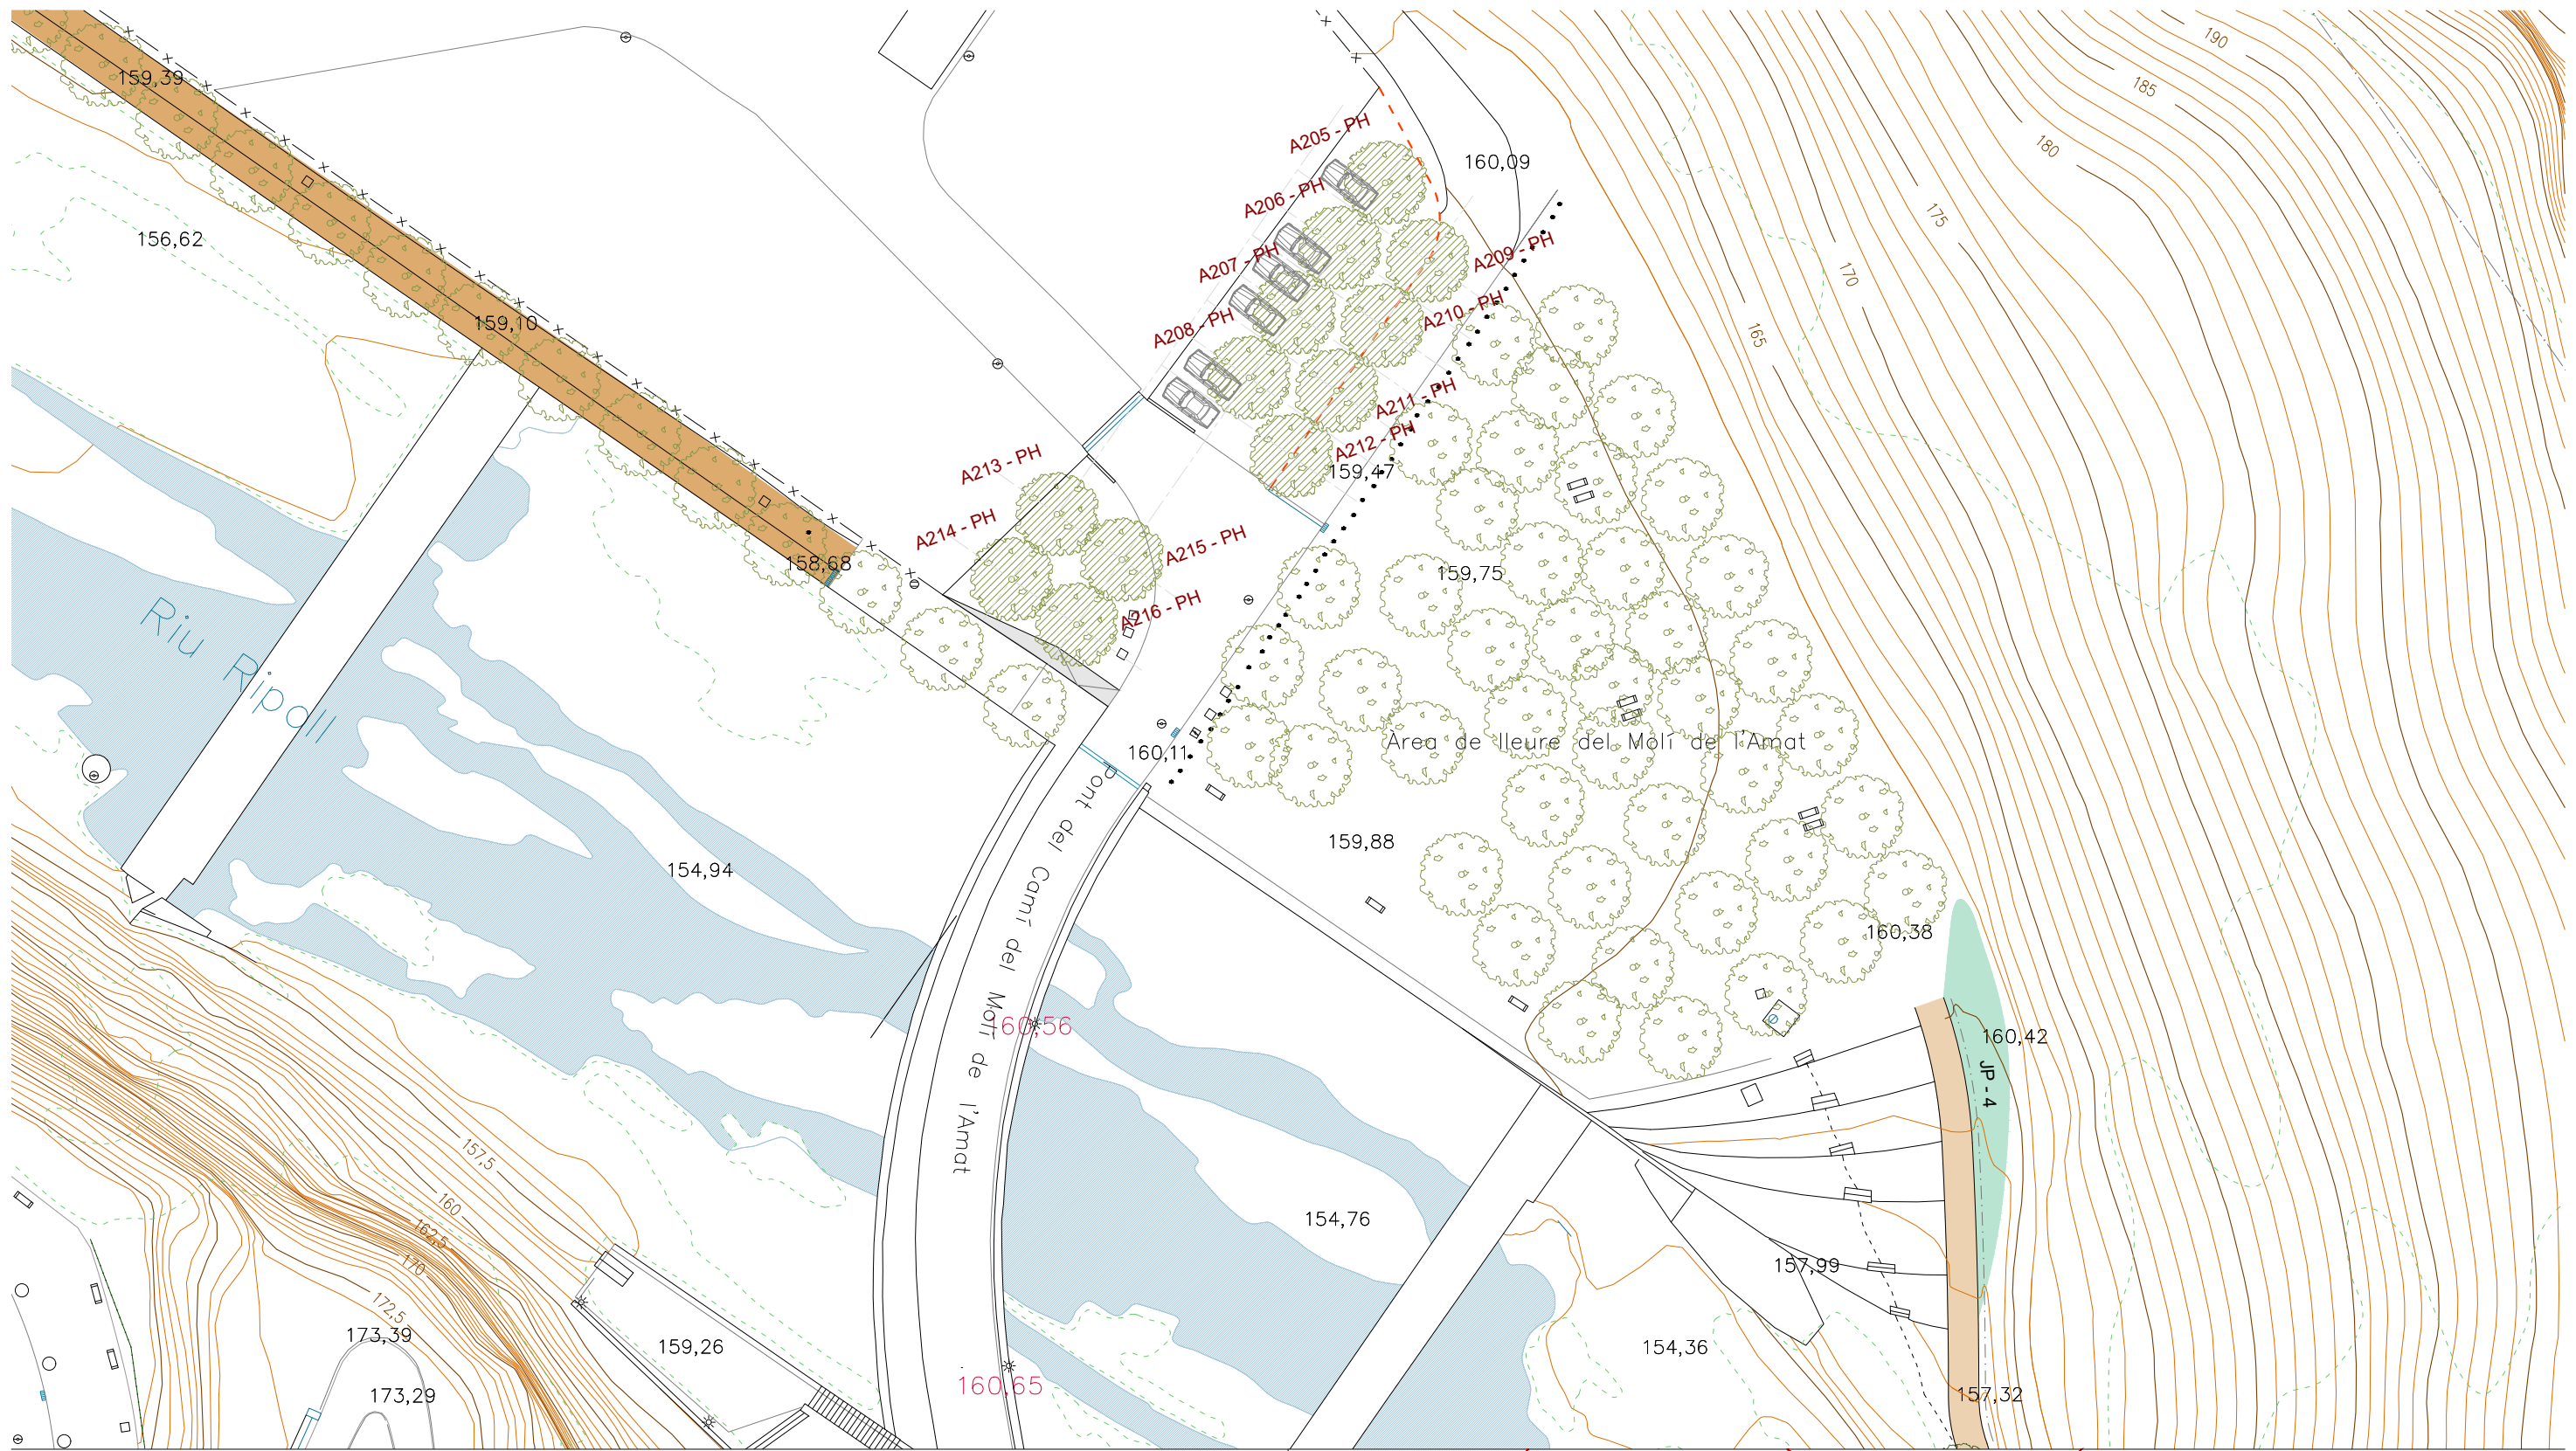 190
159,39
185
A205 - PH
180
160,09
A206 - PH
175
156,62
A209 - PH
A207 - PH
170
A210 - PH
159,10
A208 - PH
165
A211 - PH
A212 - PH
A213 - PH
159,47
A214 - PH
A215 - PH
158,68
159,75
A216 - PH
Riu Ripoll
Àrea de lleure del Molí de l'Amat
160,11
Pont del Camí del Molí de l'Amat
159,88
154,94
160,38
160,56
160,42
JP - 4
157,5
160
154,76
162,5
170
157,99
172,5
173,39
159,26
154,36
160,65
173,29
157,32